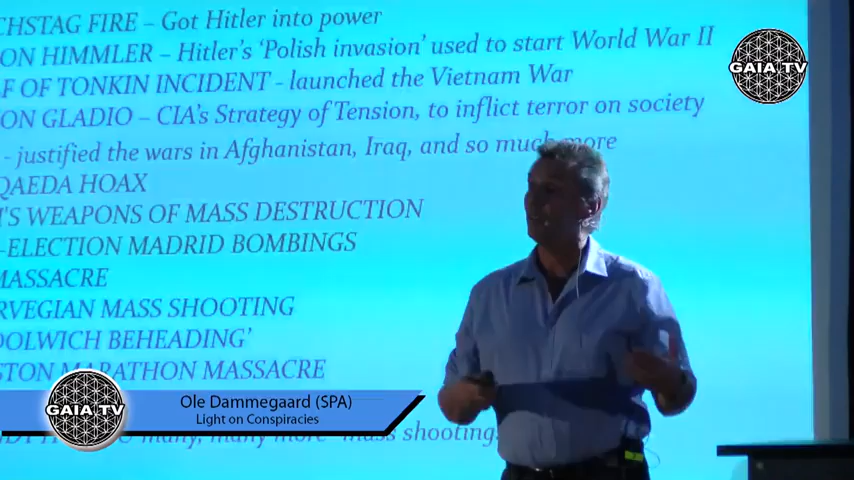 CHSTAG FIRE – Got Hitler into power
ON HIMMLER – Hitler's 'Polish invasion' used to start World War II
F OF TONKIN INCIDENT - launched the Vietnam War
ON GLADIO – CIA's Strategy of Tension, to inflict terror on society
- justified the wars in Afghanistan, Iraq, and so much more
QAEDA HOAX
'S WEAPONS OF MASS DESTRUCTION
-ELECTION MADRID BOMBINGS
MASSACRE
RVEGIAN MASS SHOOTING
OOLWICH BEHEADING'
STON MARATHON MASSACRE
many, many more "mass shooting
GAIA TV
GAIA TV
Ole Dammegaard (SPA)
Light on Conspiracies